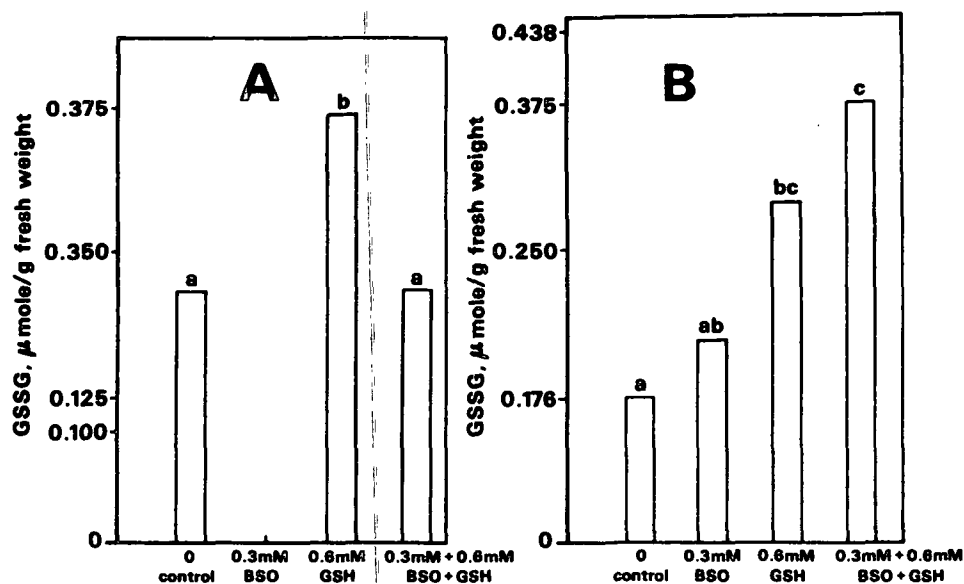 A
GSSG, μmole/g fresh weight
0.375
0.350
0.125
0.100
0
a
b
a
0 0.3mM 0.6mM 0.3mM + 0.6mM
control BSO GSH BSO + GSH
B
GSSG, μmole/g fresh weight
0.438
0.375
0.250
0.176
0
a
ab
bc
c
0 0.3mM 0.6mM 0.3mM + 0.6mM
control BSO GSH BSO + GSH